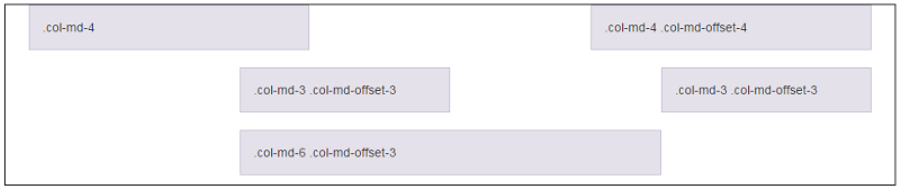 .col-md-4
.col-md-4 .col-md-offset-4
.col-md-3 .col-md-offset-3
.col-md-3 .col-md-offset-3
.col-md-6 .col-md-offset-3